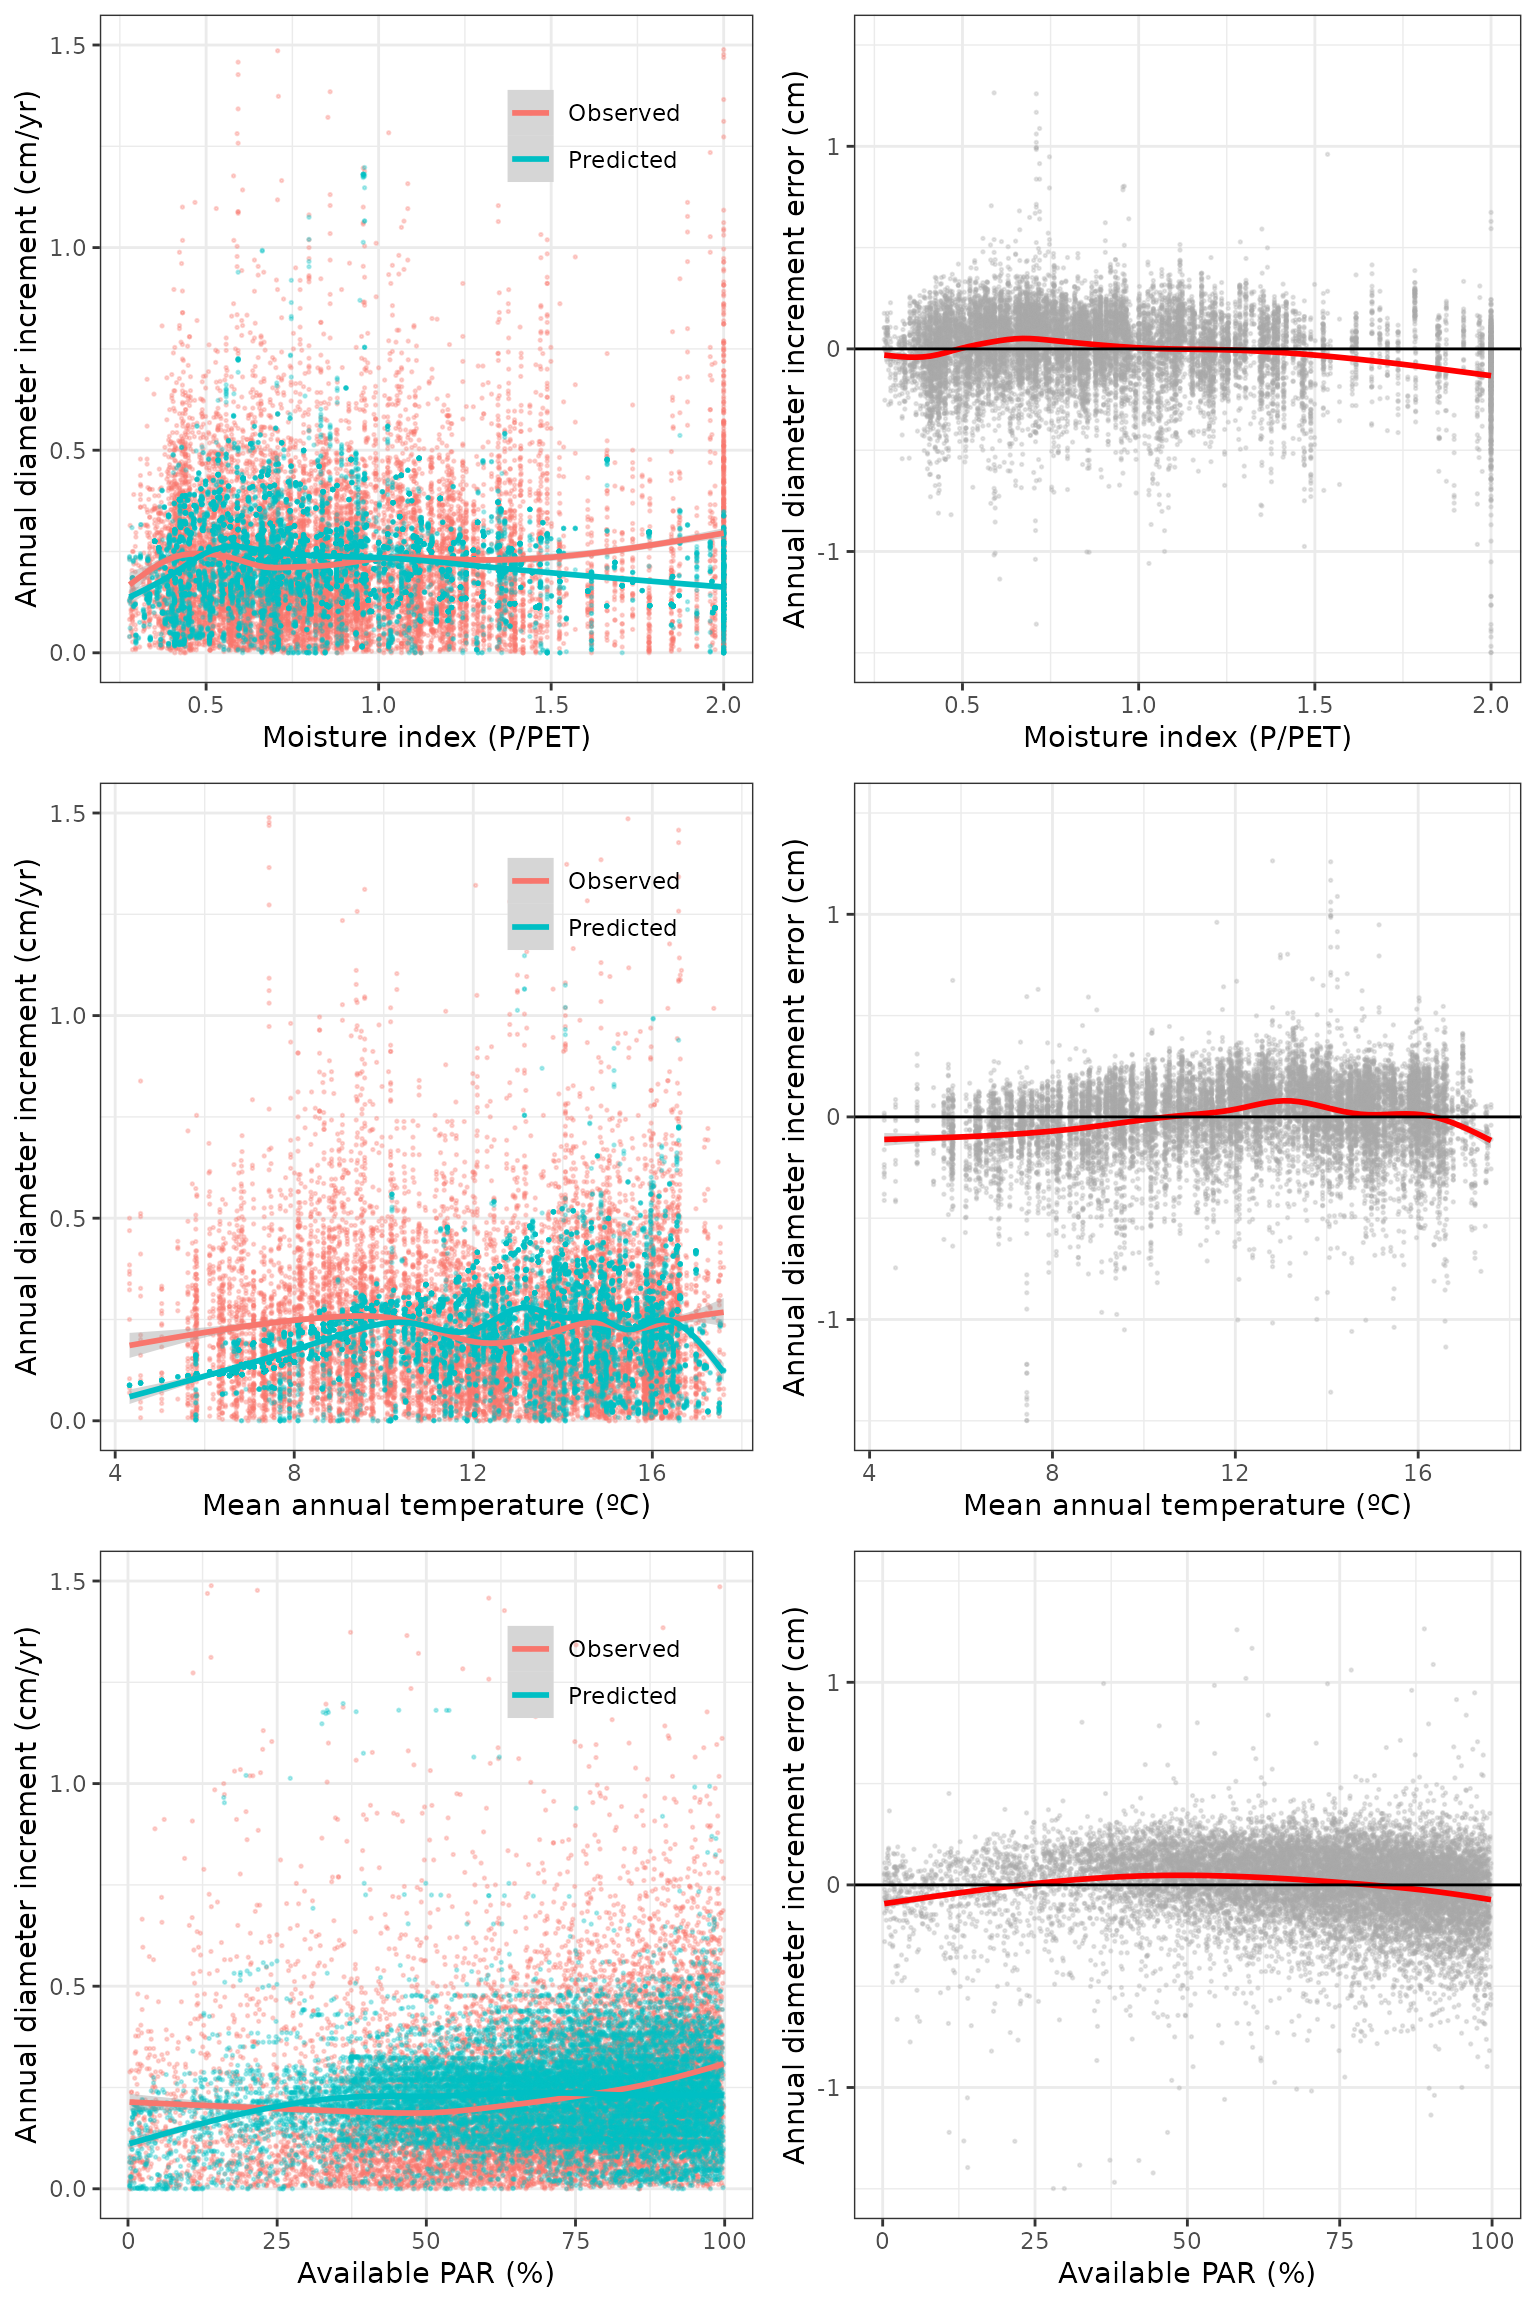 Annual diameter increment (cm/yr)
1.5
1.0
0.5
0.0
Observed
Predicted
0.5 1.0 1.5 2.0
Moisture index (P/PET)
Annual diameter increment error (cm)
1
0
-1
0.5 1.0 1.5 2.0
Moisture index (P/PET)
Annual diameter increment (cm/yr)
1.5
1.0
0.5
0.0
Observed
Predicted
4 8 12 16
Mean annual temperature (ºC)
Annual diameter increment error (cm)
1
0
-1
4 8 12 16
Mean annual temperature (ºC)
Annual diameter increment (cm/yr)
1.5
1.0
0.5
0.0
Observed
Predicted
0 25 50 75 100
Available PAR (%)
Annual diameter increment error (cm)
1
0
-1
0 25 50 75 100
Available PAR (%)